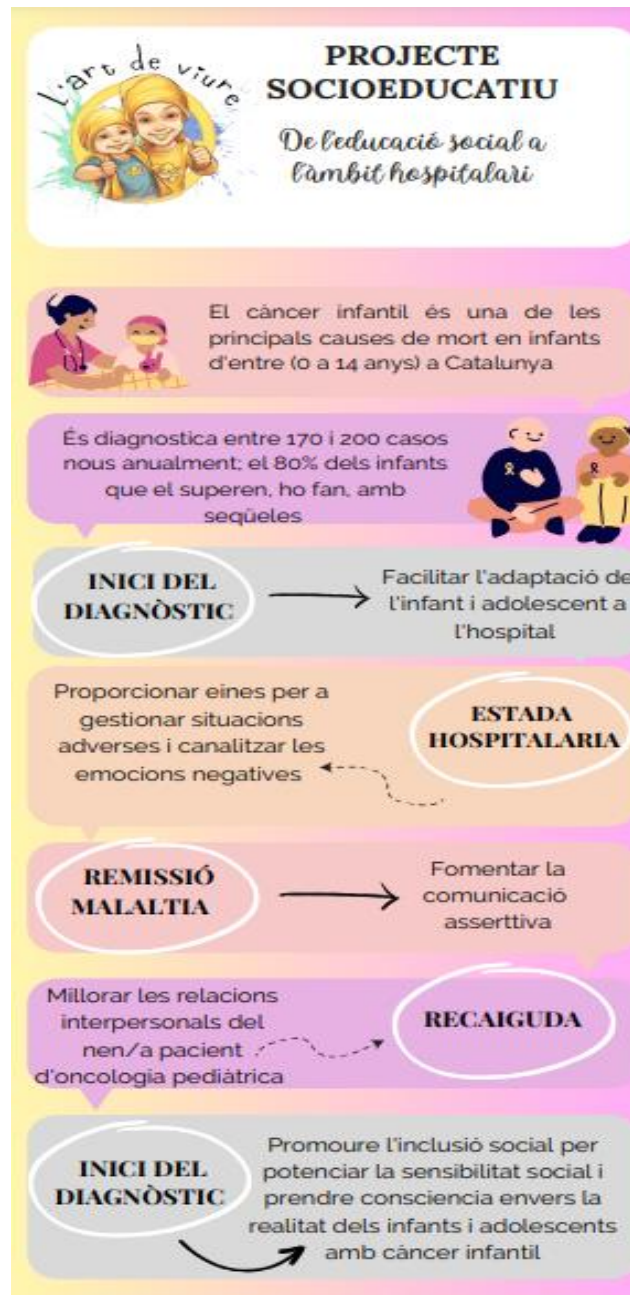 l'art de viure
PROJECTE
SOCIOEDUCATIU
De l'educació social a
l'àmbit hospitalari
El càncer infantil és una de les
principals causes de mort en infants
d'entre (0 a 14 anys) a Catalunya
És diagnostica entre 170 i 200 casos
nous anualment; el 80% dels infants
que el superen, ho fan, amb
seqüeles
INICI DEL
DIAGNÒSTIC
Facilitar l'adaptació de
l'infant i adolescent a
l'hospital
Proporcionar eines per a
gestionar situacions
adverses i canalitzar les
emocions negatives
ESTADA
HOSPITALARIA
REMISSIÓ
MALALTIA
Fomentar la
comunicació
asserttiva
Millorar les relacions
interpersonals del
nen/a pacient
d'oncologia pediàtrica
RECAIGUDA
INICI DEL
DIAGNÒSTIC
Promoure l'inclusió social per
potenciar la sensibilitat social i
prendre consciencia envers la
realitat dels infants i adolescents
amb càncer infantil